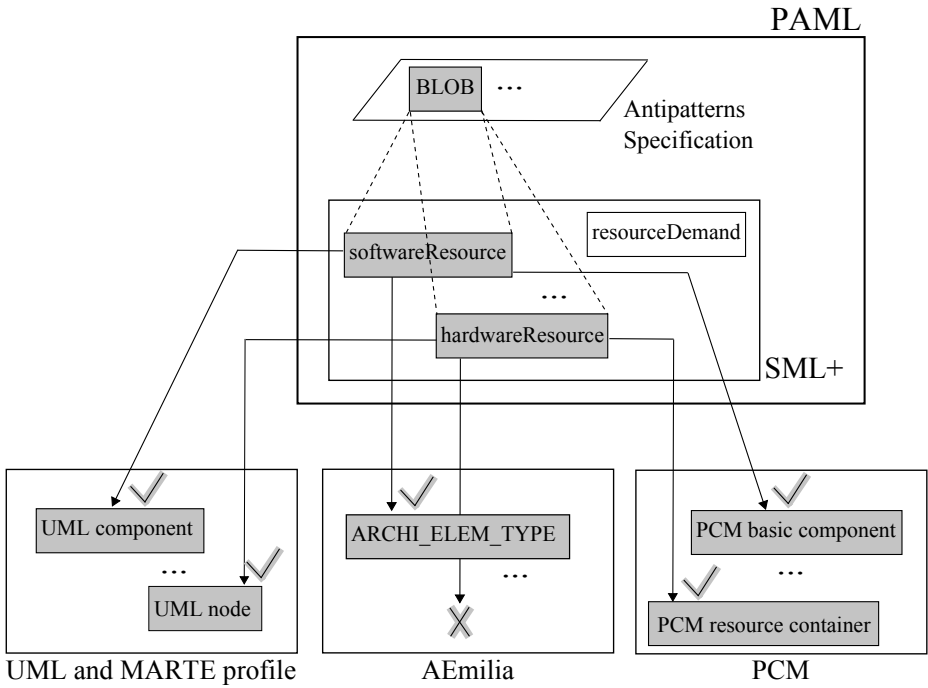 PAML
BLOB ...
Antipatterns
Specification
resourceDemand
softwareResource
...
hardwareResource
SML+
UML component
...
UML node
UML and MARTE profile
ARCHI_ELEM_TYPE
...
AEmilia
PCM basic component
...
PCM resource container
PCM